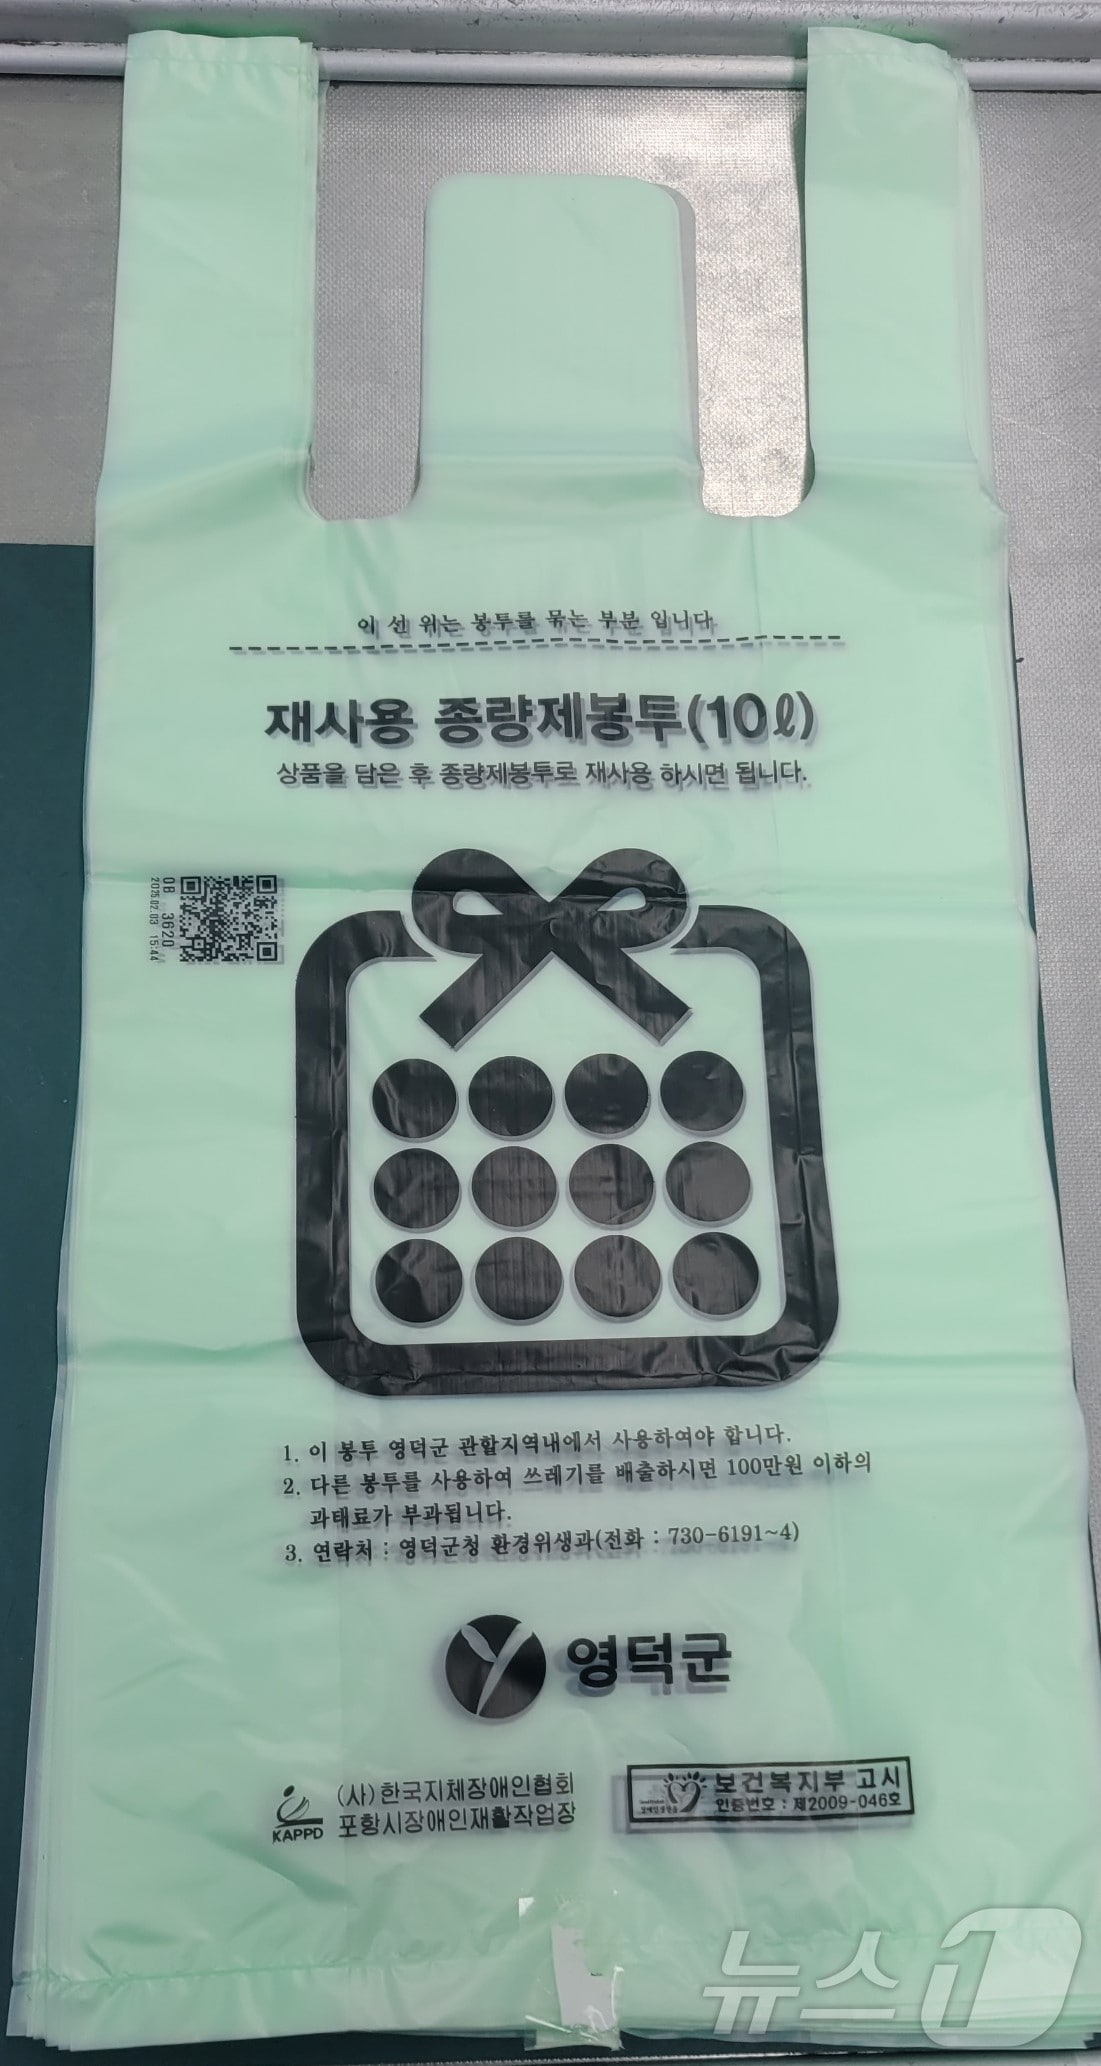 이 선 위는 봉투를 묶는 부분 입니다
재사용 종량제봉투(10ℓ)
상품을 담은 후 종량제봉투로 재사용 하시면 됩니다.
08 3620
2025.02.03 15:44
1. 이 봉투 영덕군 관할지역내에서 사용하여야 합니다.
2. 다른 봉투를 사용하여 쓰레기를 배출하시면 100만원 이하의
과태료가 부과됩니다.
3. 연락처 : 영덕군청 환경위생과(전화 : 730-6191~4)
영덕군
KAPPD
(사)한국지체장애인협회
포항시장애인재활작업장
보건복지부 고시
인증번호 : 제2009-046호
뉴스1